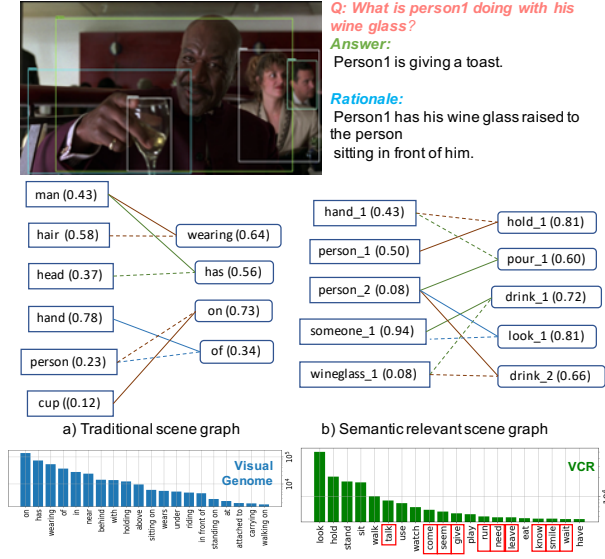 Q: What is person1 doing with his
wine glass?
Answer:
Person1 is giving a toast.
Rationale:
Person1 has his wine glass raised to
the person
sitting in front of him.
man (0.43)
hair (0.58)
head (0.37)
hand (0.78)
person (0.23)
cup ((0.12)
wearing (0.64)
has (0.56)
on (0.73)
of (0.34)
hand_1 (0.43)
person_1 (0.50)
person_2 (0.08)
someone_1 (0.94)
wineglass_1 (0.08)
hold_1 (0.81)
pour_1 (0.60)
drink_1 (0.72)
look_1 (0.81)
drink_2 (0.66)
a) Traditional scene graph
b) Semantic relevant scene graph
Visual
Genome
10⁵
10⁴
on
has
wearing
of
in
near
behind
with
holding
above
sitting on
wears
under
riding
in front of
standing on
at
attached to
carrying
walking on
VCR
10⁴
look
hold
stand
sit
walk
talk
use
watch
come
seem
give
play
run
need
leave
eat
know
smile
wait
have